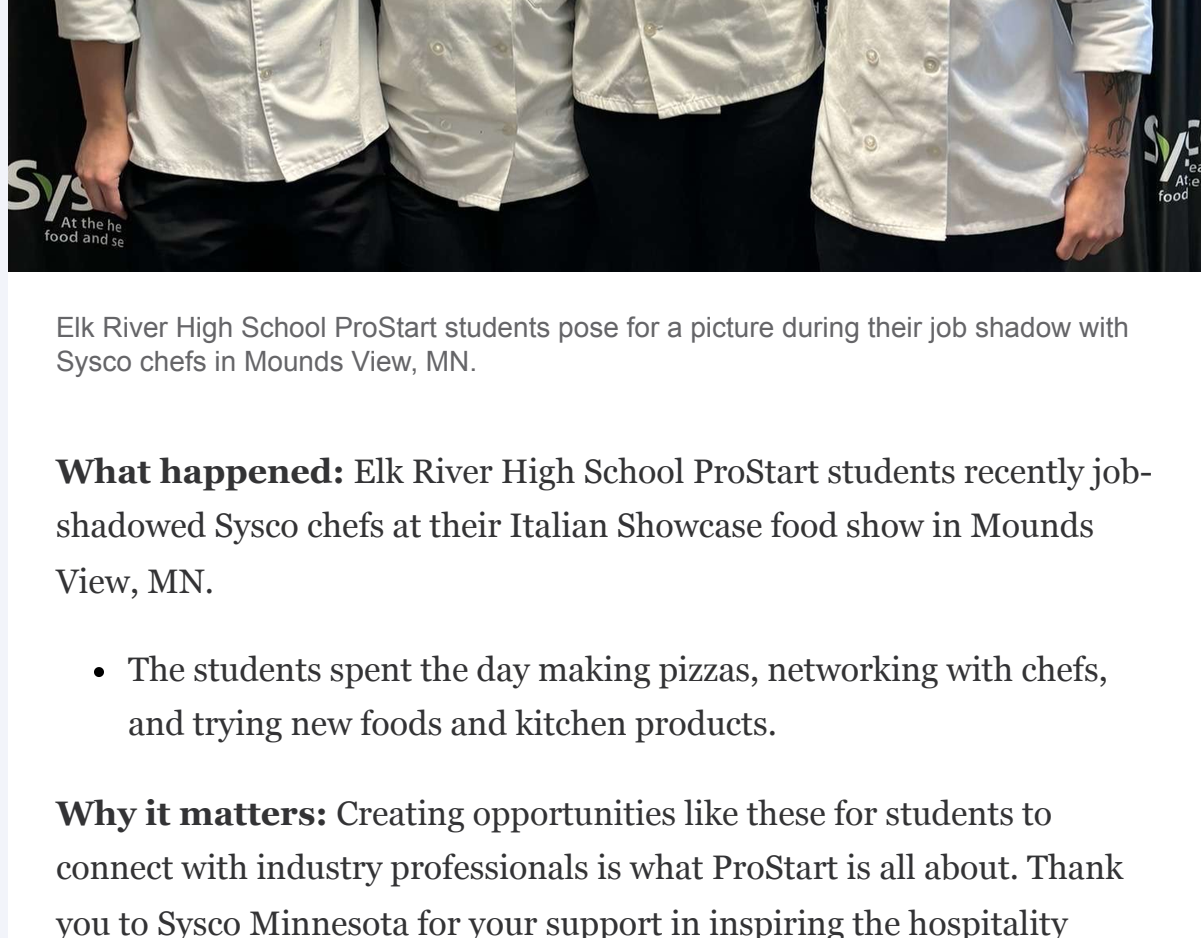 Sys
At the he
food and se
Sys
At
food
Elk River High School ProStart students pose for a picture during their job shadow with
Sysco chefs in Mounds View, MN.
What happened: Elk River High School ProStart students recently job-
shadowed Sysco chefs at their Italian Showcase food show in Mounds
View, MN.
• The students spent the day making pizzas, networking with chefs,
and trying new foods and kitchen products.
Why it matters: Creating opportunities like these for students to
connect with industry professionals is what ProStart is all about. Thank
you to Sysco Minnesota for your support in inspiring the hospitality